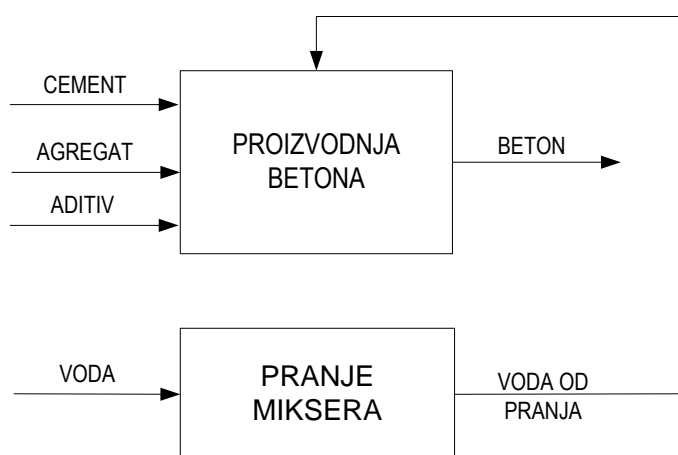 CEMENT
AGREGAT
ADITIV
PROIZVODNJA
BETONA
BETON
VODA
PRANJE
MIKSERA
VODA OD
PRANJA